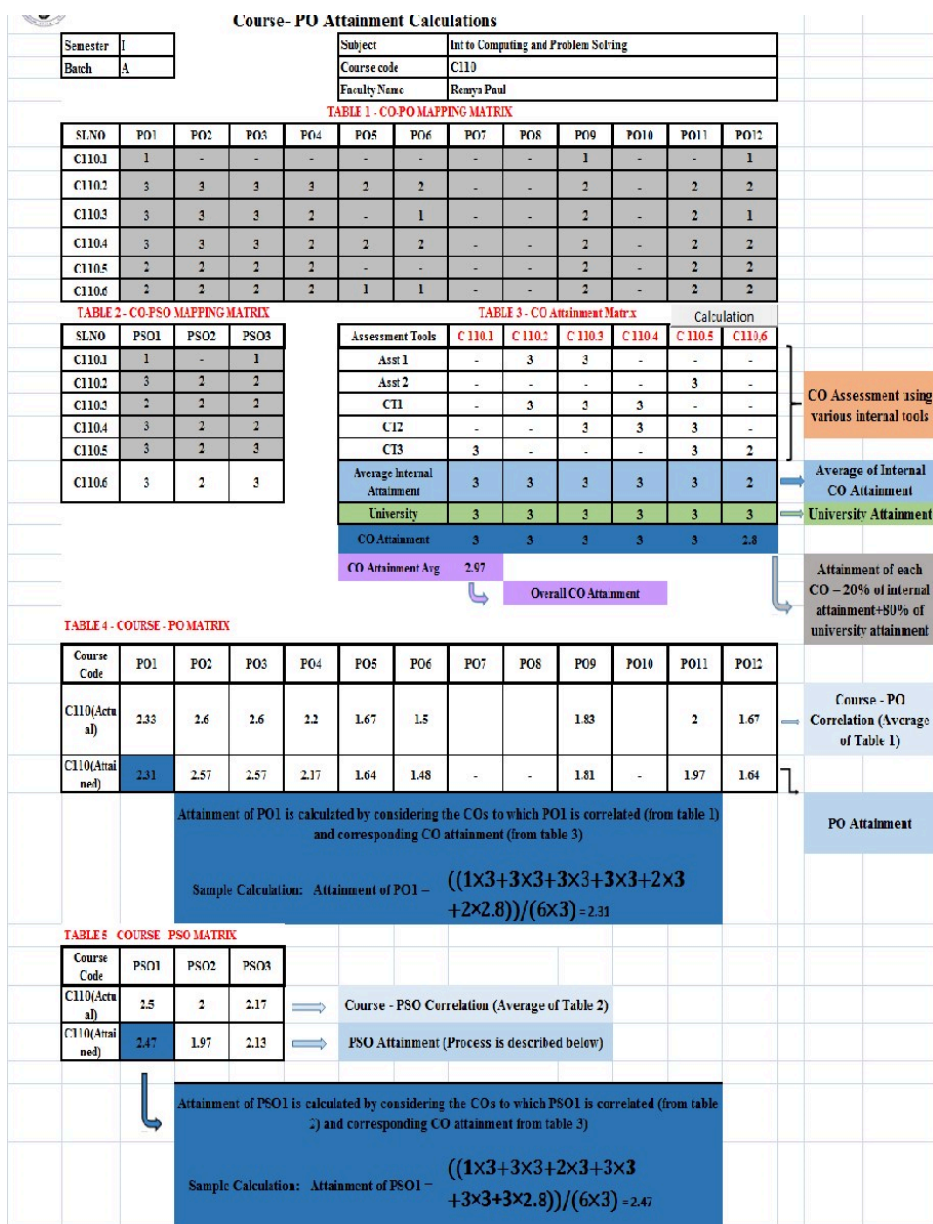 Course- PO Attainment Calculations
Semester I Subject Int to Computing and Problem Solving
Batch A Course code C110
Faculty Name Remya Paul
TABLE 1 - CO-PO MAPPING MATRIX
SLNO PO1 PO2 PO3 PO4 PO5 PO6 PO7 PO8 PO9 PO10 PO11 PO12
C110.1 1 - - - - - - - 1 - - 1
C110.2 3 3 3 3 2 2 - - 2 - 2 2
C110.3 3 3 3 2 - 1 - - 2 - 2 1
C110.4 3 3 3 2 2 2 - - 2 - 2 2
C110.5 2 2 2 2 - - - - 2 - 2 2
C110.6 2 2 2 2 1 1 - - 2 - 2 2
TABLE 2 - CO-PSO MAPPING MATRIX
SLNO PSO1 PSO2 PSO3
C110.1 1 - 1
C110.2 3 2 2
C110.3 2 2 2
C110.4 3 2 2
C110.5 3 2 3
C110.6 3 2 3
TABLE 3 - CO Attainment Matrix Calculation
Assessment Tools C 110.1 C 110.2 C 110.3 C 110.4 C 110.5 C110,6
Asst 1 - 3 3 - - -
Asst 2 - - - - 3 -
CT1 - 3 3 3 - -
CT2 - - 3 3 3 -
CT3 3 - - - 3 2
Average Internal
Attainment 3 3 3 3 3 2
University 3 3 3 3 3 3
CO Attainment 3 3 3 3 3 2.8
CO Attainment Avg 2.97
Overall CO Attainment
CO Assessment using
various internal tools
Average of Internal
CO Attainment
University Attainment
Attainment of each
CO – 20% of internal
attainment+80% of
university attainment
TABLE 4 - COURSE - PO MATRIX
Course
Code PO1 PO2 PO3 PO4 PO5 PO6 PO7 PO8 PO9 PO10 PO11 PO12
C110(Actu
al) 2.33 2.6 2.6 2.2 1.67 1.5 1.83 2 1.67
C110(Attai
ned) 2.31 2.57 2.57 2.17 1.64 1.48 - - 1.81 - 1.97 1.64
Course - PO
Correlation (Average
of Table 1)
PO Attainment
Attainment of PO1 is calculated by considering the COs to which PO1 is correlated (from table 1)
and corresponding CO attainment (from table 3)
Sample Calculation: Attainment of PO1 – ((1×3+3×3+3×3+3×3+2×3
+2×2.8))/(6×3) = 2.31
TABLE 5 - COURSE PSO MATRIX
Course
Code PSO1 PSO2 PSO3
C110(Actu
al) 2.5 2 2.17
C110(Attai
ned) 2.47 1.97 2.13
Course - PSO Correlation (Average of Table 2)
PSO Attainment (Process is described below)
Attainment of PSO1 is calculated by considering the COs to which PSO1 is correlated (from table
2) and corresponding CO attainment from table 3)
Sample Calculation: Attainment of PSO1 – ((1×3+3×3+2×3+3×3
+3×3+3×2.8))/(6×3) = 2.47